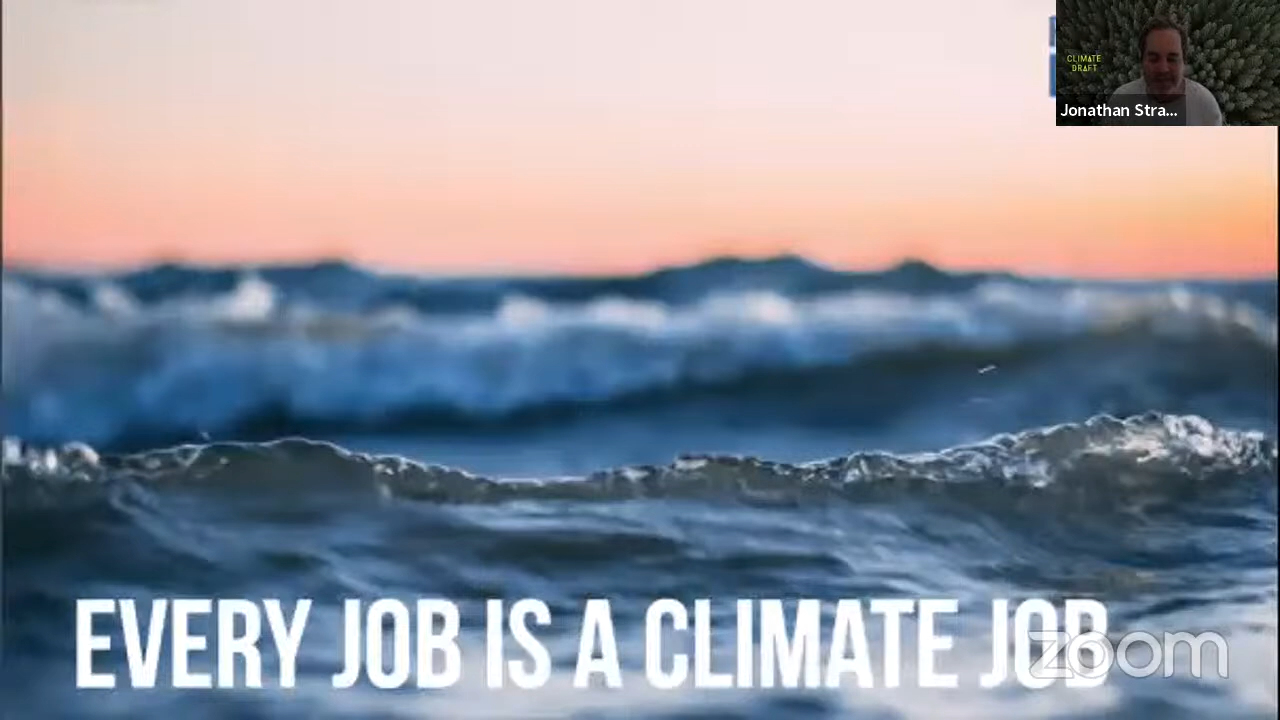 CLIMATE
DRAFT
Jonathan Stra...
EVERY JOB IS A CLIMATE JOB
zoom